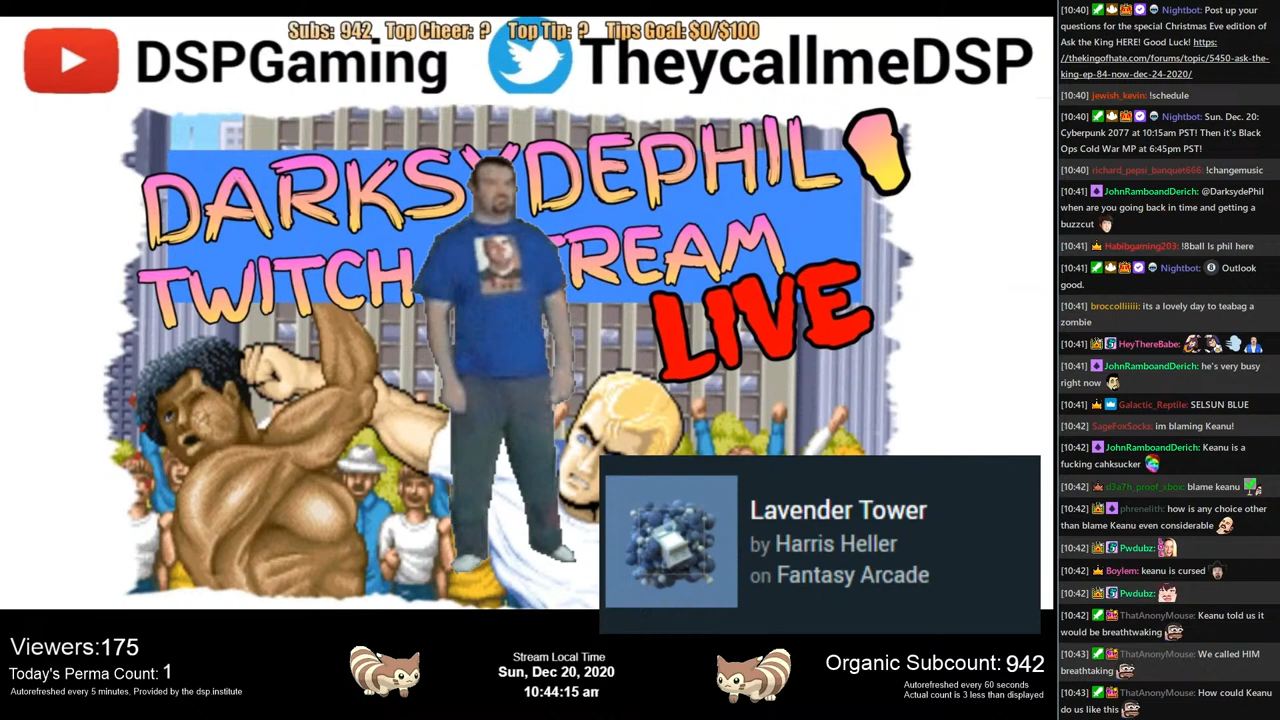 Subs: 942 Top Cheer: ? Top Tip: ? Tips Goal: $0/$100
DSPGaming
TheycallmeDSP
DARKSYDEPHIL
TWITCH STREAM
LIVE
Lavender Tower
by Harris Heller
on Fantasy Arcade
Viewers:175
Today's Perma Count: 1
Autorefreshed every 5 minutes, Provided by the dsp institute
Stream Local Time
Sun, Dec 20, 2020
10:44:15 am
Organic Subcount: 942
Autorefreshed every 60 seconds
Actual count is 3 less than displayed
[10:40] Nightbot: Post up your
questions for the special Christmas Eve edition of
Ask the King HERE! Good Luck! https:
//thekingofhate.com/forums/topic/5450-ask-the-
king-ep-84-now-dec-24-2020/
[10:40] jewish_kevin: !schedule
[10:40] Nightbot: Sun. Dec. 20:
Cyberpunk 2077 at 10:15am PST! Then it's Black
Ops Cold War MP at 6:45pm PST!
[10:40] richard_pepsi_banquet666: !changemusic
[10:41] JohnRamboandDerich: @DarksydePhil
when are you going back in time and getting a
buzzcut
[10:41] Habibgaming203: !8ball Is phil here
[10:41] Nightbot: 8 Outlook
good.
[10:41] broccolliiiii: its a lovely day to teabag a
zombie
[10:41] HeyThereBabe:
[10:41] JohnRamboandDerich: he's very busy
right now
[10:41] Galactic_Reptile: SELSUN BLUE
[10:42] SageFoxSocks: im blaming Keanu!
[10:42] JohnRamboandDerich: Keanu is a
fucking cahksucker
[10:42] d3a7h_proof_xbox: blame keanu
[10:42] phrenelith: how is any choice other
than blame Keanu even considerable
[10:42] Pwdubz:
[10:42] Boylem: keanu is cursed
[10:42] Pwdubz:
[10:42] ThatAnonyMouse: Keanu told us it
would be breathtwaking
[10:43] ThatAnonyMouse: We called HIM
breathtaking
[10:43] ThatAnonyMouse: How could Keanu
do us like this